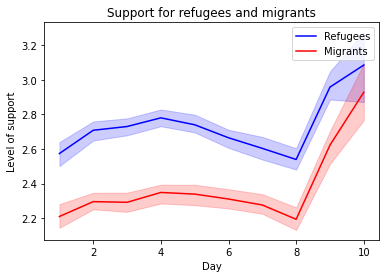 Support for refugees and migrants
Refugees
Migrants
3.2
3.0
2.8
2.6
2.4
2.2
Level of support
2 4 6 8 10
Day